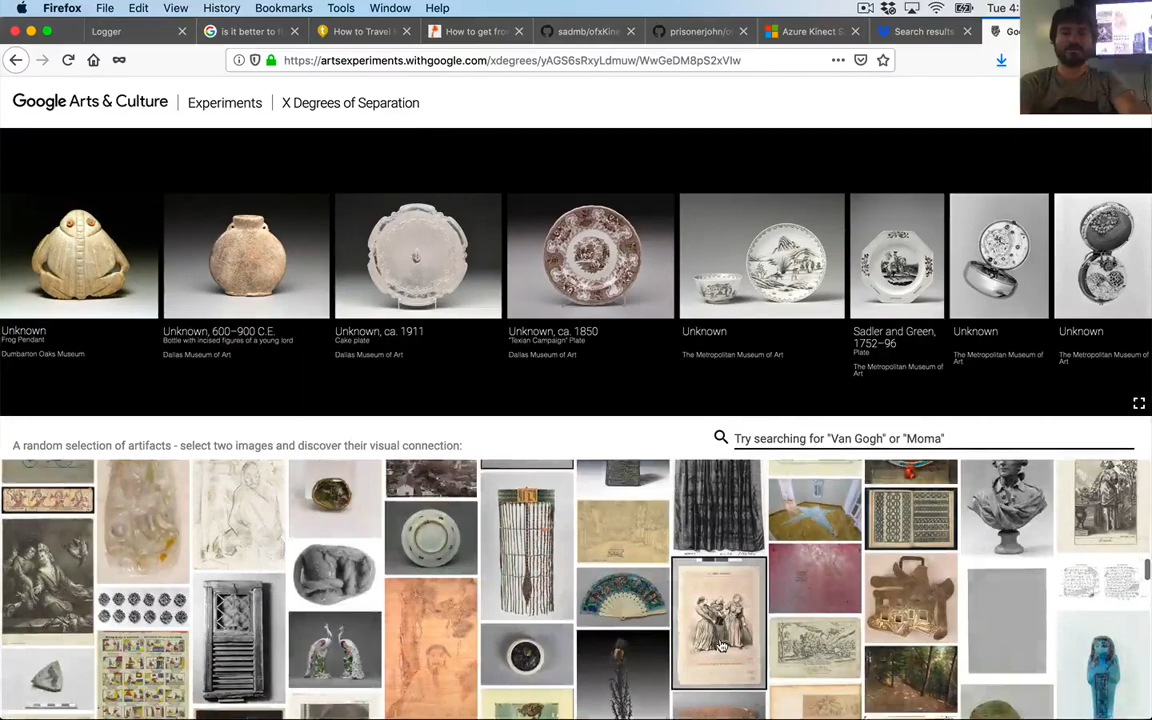 Firefox File Edit View History Bookmarks Tools Window Help
Tue 4:
Logger
is it better to f
How to Travel
How to get fro
sadmb/ofxKine
prisonerjohn/o
Azure Kinect S
Search results
Go
https://artsexperiments.withgoogle.com/xdegrees/yAGS6sRxyLdmuw/WwGeDM8pS2xVIw
Google Arts & Culture | Experiments | X Degrees of Separation
Unknown
Frog Pendant
Dumbarton Oaks Museum
Unknown, 600–900 C.E.
Bottle with incised figures of a young lord
Dallas Museum of Art
Unknown, ca. 1911
Cake plate
Dallas Museum of Art
Unknown, ca. 1850
"Texian Campaign" Plate
Dallas Museum of Art
Unknown
The Metropolitan Museum of Art
Sadler and Green,
1752–96
Plate
The Metropolitan Museum of
Art
Unknown
The Metropolitan Museum of
Art
Unknown
The Metropolitan Museum of
Art
A random selection of artifacts - select two images and discover their visual connection:
Try searching for "Van Gogh" or "Moma"